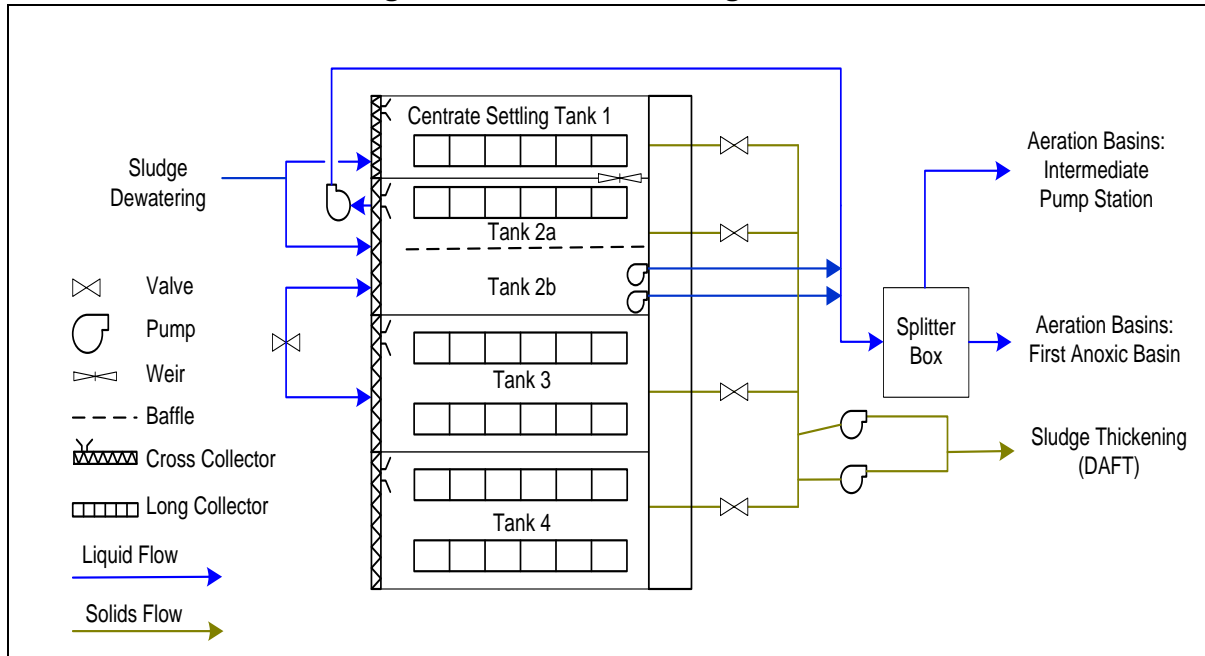 Centrate Settling Tank 1
Sludge
Dewatering
Tank 2a
Tank 2b
Tank 3
Tank 4
Splitter
Box
Aeration Basins:
Intermediate
Pump Station
Aeration Basins:
First Anoxic Basin
Sludge Thickening
(DAFT)
Valve
Pump
Weir
Baffle
Cross Collector
Long Collector
Liquid Flow
Solids Flow